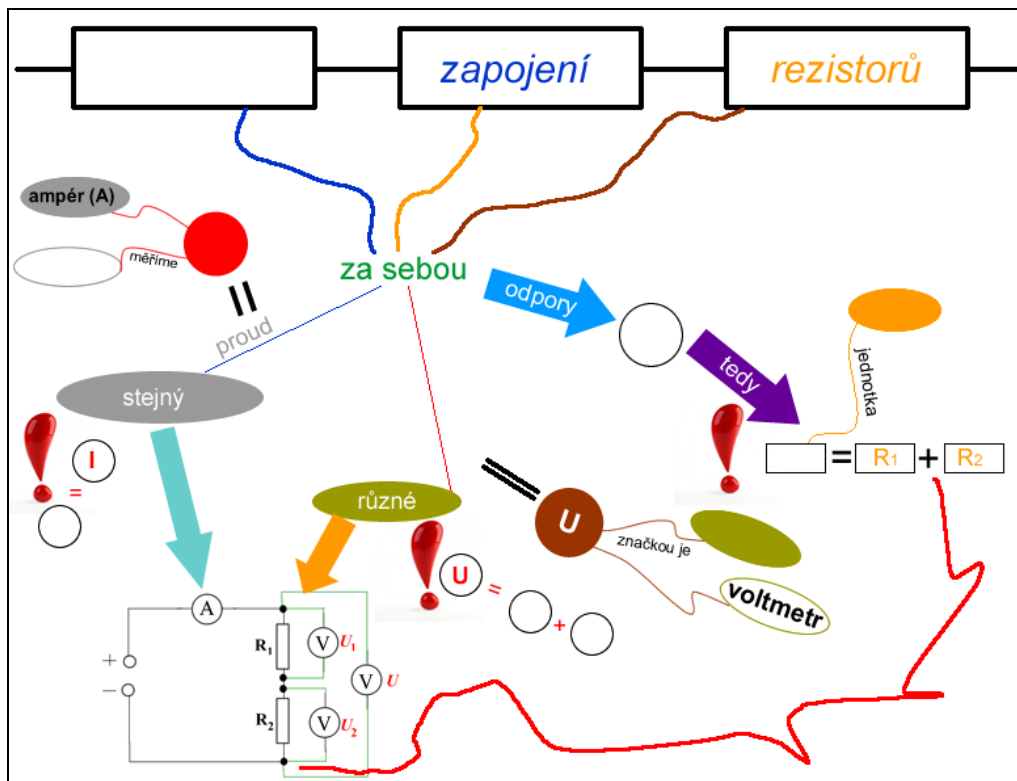 zapojení
rezistorů
ampér (A)
měříme
za sebou
proud
odpory
tedy
jednotka
stejný
I
=
=
R1
+
R2
různé
U
=
+
U
značkou je
voltmetr
A
R1
V
U1
V
U
R2
V
U2
+
−